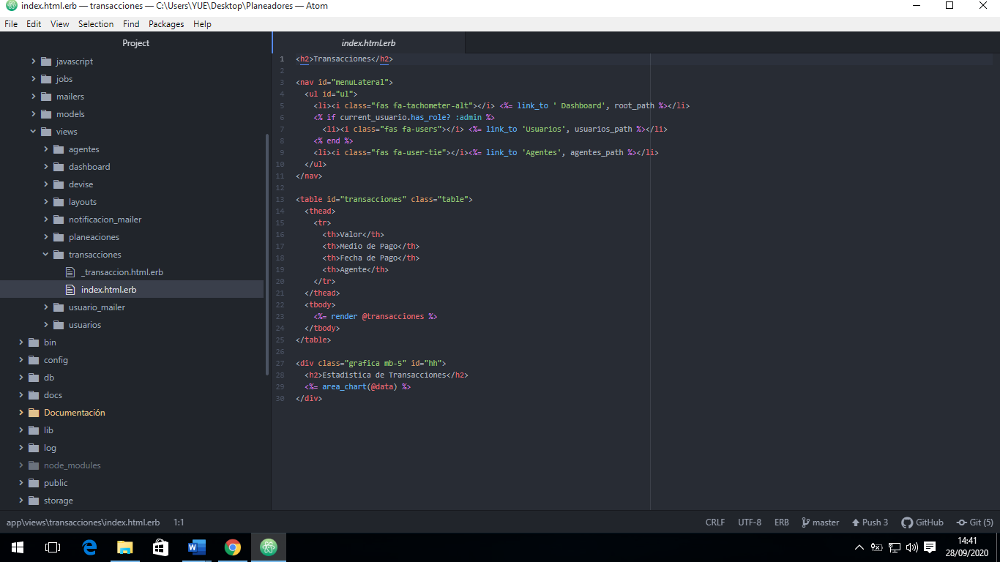 index.html.erb — transacciones — C:\Users\YUE\Desktop\Planeadores — Atom
File Edit View Selection Find Packages Help
Project
javascript
jobs
mailers
models
views
agentes
dashboard
devise
layouts
notificacion_mailer
planeaciones
transacciones
_transaccion.html.erb
index.html.erb
usuario_mailer
usuarios
bin
config
db
docs
Documentación
lib
log
node_modules
public
storage
index.html.erb
1 <h2>Transacciones</h2>
2
3 <nav id="menuLateral">
4 <ul id="ul">
5 <li><i class="fas fa-tachometer-alt"></i> <%= link_to ' Dashboard', root_path %></li>
6 <% if current_usuario.has_role? :admin %>
7 <li><i class="fas fa-users"></i> <%= link_to 'Usuarios', usuarios_path %></li>
8 <% end %>
9 <li><i class="fas fa-user-tie"></i><%= link_to 'Agentes', agentes_path %></li>
10 </ul>
11 </nav>
12
13 <table id="transacciones" class="table">
14 <thead>
15 <tr>
16 <th>Valor</th>
17 <th>Medio de Pago</th>
18 <th>Fecha de Pago</th>
19 <th>Agente</th>
20 </tr>
21 </thead>
22 <tbody>
23 <%= render @transacciones %>
24 </tbody>
25 </table>
26
27 <div class="grafica mb-5" id="hh">
28 <h2>Estadistica de Transacciones</h2>
29 <%= area_chart(@data) %>
30 </div>
app\views\transacciones\index.html.erb 1:1 CRLF UTF-8 ERB master Push 3 GitHub Git (5)
14:41
28/09/2020